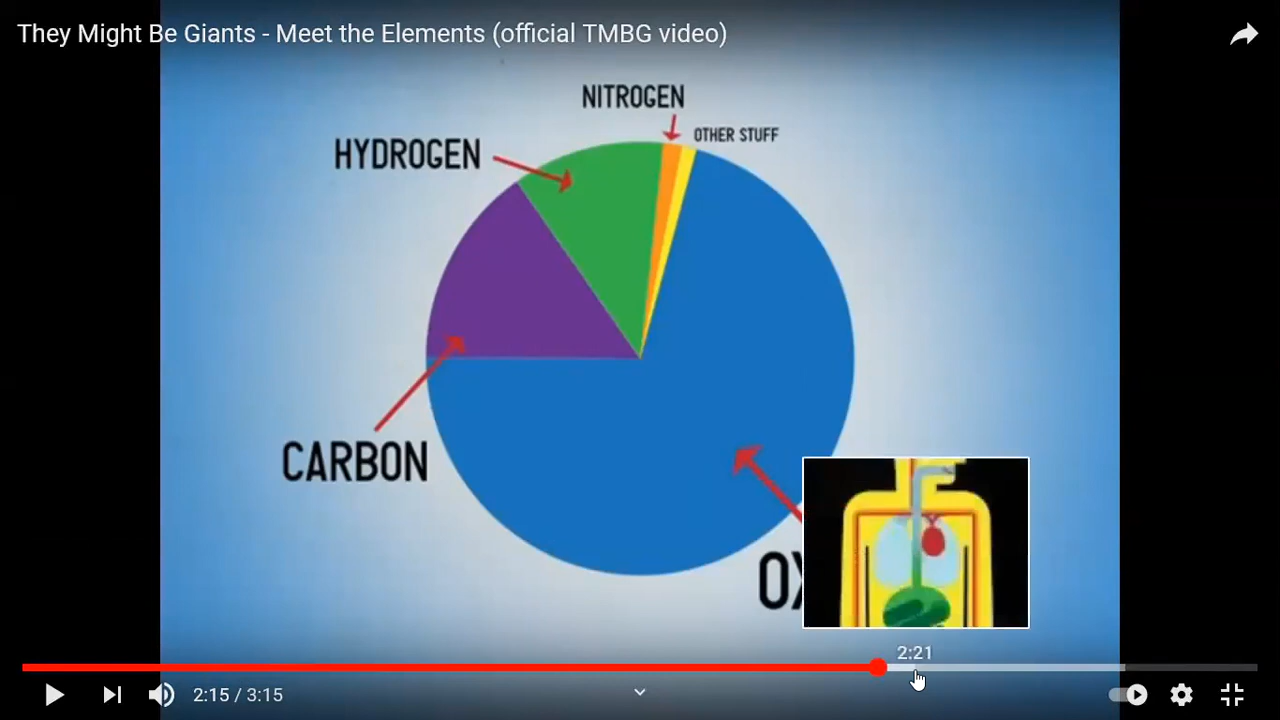 They Might Be Giants - Meet the Elements (official TMBG video)
NITROGEN
OTHER STUFF
HYDROGEN
CARBON
OX
2:21
2:15 / 3:15